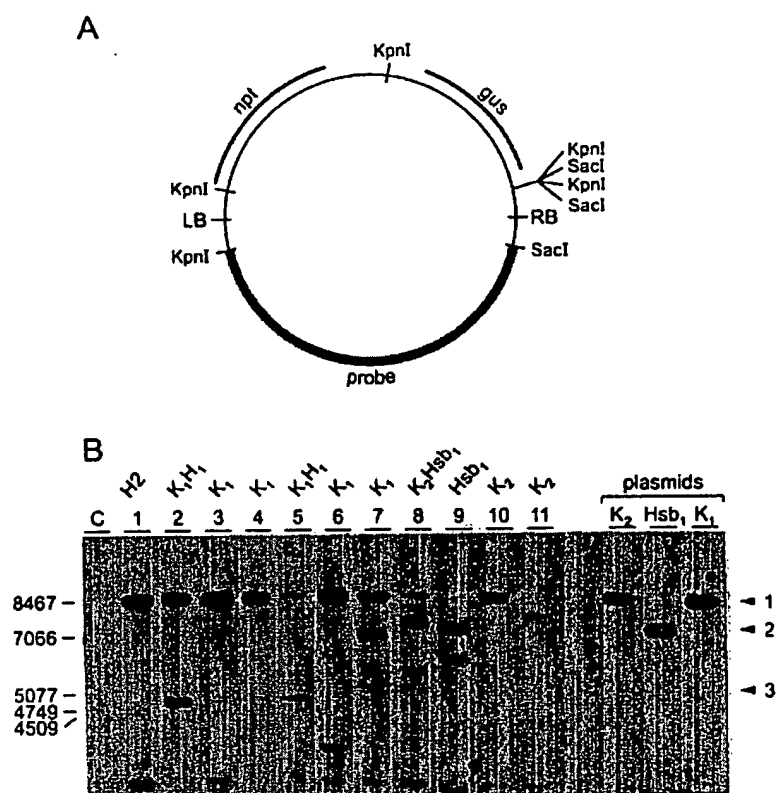 A
KpnI
npt
gus
KpnI
SacI
KpnI
SacI
KpnI
LB
RB
KpnI
SacI
probe
B
H2 K₁H₁ K₁ K₁ K₁H₁ K₁ K₁ K₂Hsb₁ Hsb₁ K₂ K₂ plasmids
C 1 2 3 4 5 6 7 8 9 10 11 K₂ Hsb₁ K₁
8467 1
7066 2
5077 3
4749
4509